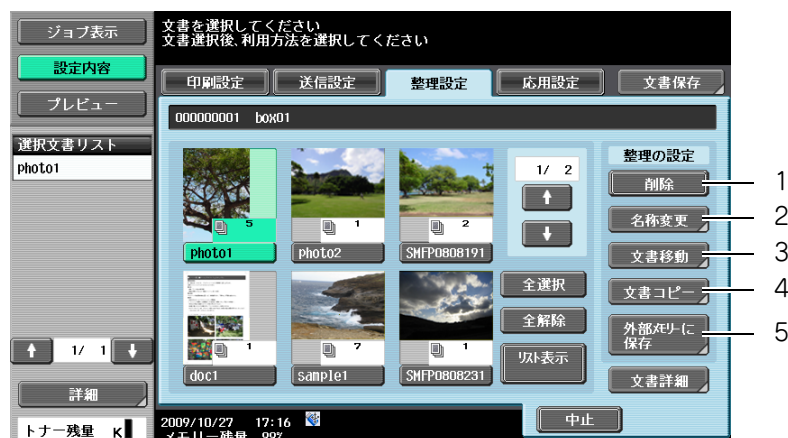 ジョブ表示
設定内容
プレビュー
選択文書リスト
photo1
1/ 1
詳細
トナー残量 K
文書を選択してください
文書選択後、利用方法を選択してください
印刷設定
送信設定
整理設定
応用設定
文書保存
000000001 box01
5
photo1
1
photo2
2
SMFP0808191
1
doc1
7
sample1
1
SMFP0808231
1/ 2
全選択
全解除
リスト表示
整理の設定
削除
名称変更
文書移動
文書コピー
外部メモリーに
保存
文書詳細
1
2
3
4
5
2009/10/27 17:16
メモリー残量 99%
中止